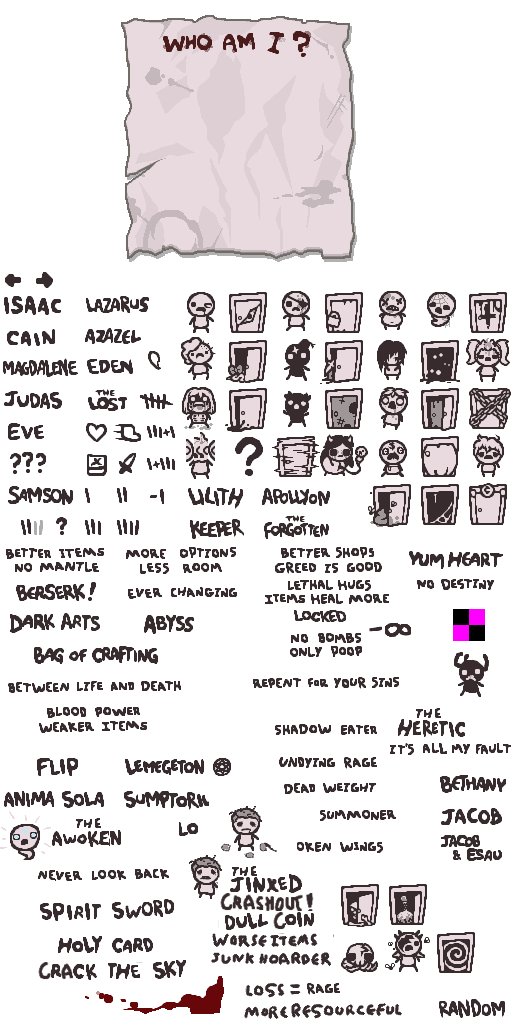 WHO AM I ?
ISAAC LAZARUS
CAIN AZAZEL
MAGDALENE EDEN
JUDAS THE LOST
EVE III+I
??? I+III ?
SAMSON I II -I LILITH APOLLYON
IIII ? III IIII KEEPER THE FORGOTTEN
BETTER ITEMS
NO MANTLE
MORE OPTIONS
LESS ROOM
BETTER SHOPS
GREED IS GOOD
YUM HEART
LETHAL HUGS
ITEMS HEAL MORE
NO DESTINY
BERSERK!
EVER CHANGING
LOCKED
DARK ARTS
ABYSS
NO BOMBS
ONLY POOP
-∞
BAG OF CRAFTING
BETWEEN LIFE AND DEATH
REPENT FOR YOUR SINS
BLOOD POWER
WEAKER ITEMS
SHADOW EATER
THE
HERETIC
IT'S ALL MY FAULT
FLIP
LEMEGETON
UNDYING RAGE
DEAD WEIGHT
BETHANY
ANIMA SOLA
SUMPTORIUM
SUMMONER
JACOB
THE
AWOKEN
LO
OKEN WINGS
JACOB
& ESAU
NEVER LOOK BACK
THE
JINXED
CRASHOUT!
DULL COIN
SPIRIT SWORD
HOLY CARD
WORSE ITEMS
JUNK HOARDER
CRACK THE SKY
LOSS = RAGE
MORE RESOURCEFUL
RANDOM